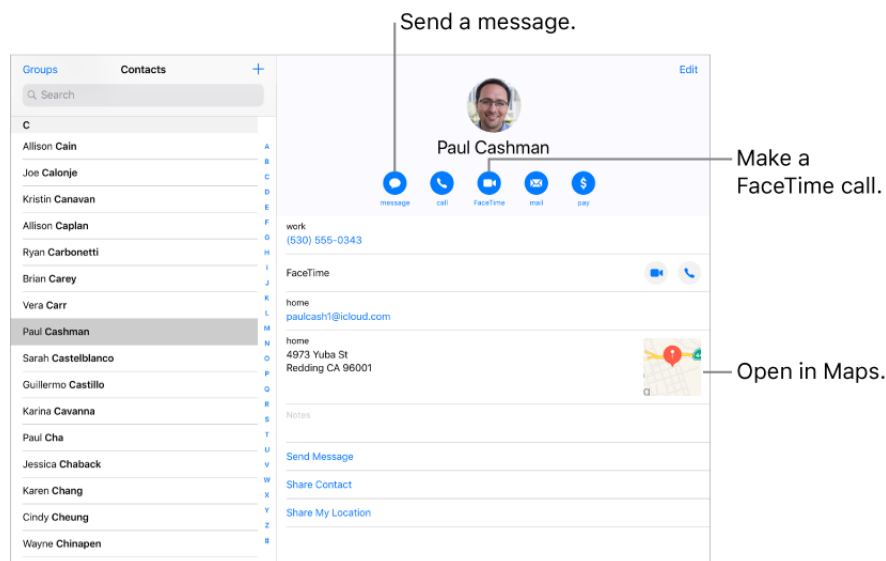 Send a message.
Groups Contacts +
Search
C
Allison Cain
Joe Calonje
Kristin Canavan
Allison Caplan
Ryan Carbonetti
Brian Carey
Vera Carr
Paul Cashman
Sarah Castelblanco
Guillermo Castillo
Karina Cavanna
Paul Cha
Jessica Chaback
Karen Chang
Cindy Cheung
Wayne Chinapen
A
B
C
D
E
F
G
H
I
J
K
L
M
N
O
P
Q
R
S
T
U
V
W
X
Y
Z
#
Edit
Paul Cashman
$
message call FaceTime mail pay
Make a
FaceTime call.
work
(530) 555-0343
FaceTime
home
paulcash1@icloud.com
home
4973 Yuba St
Redding CA 96001
Open in Maps.
Notes
Send Message
Share Contact
Share My Location